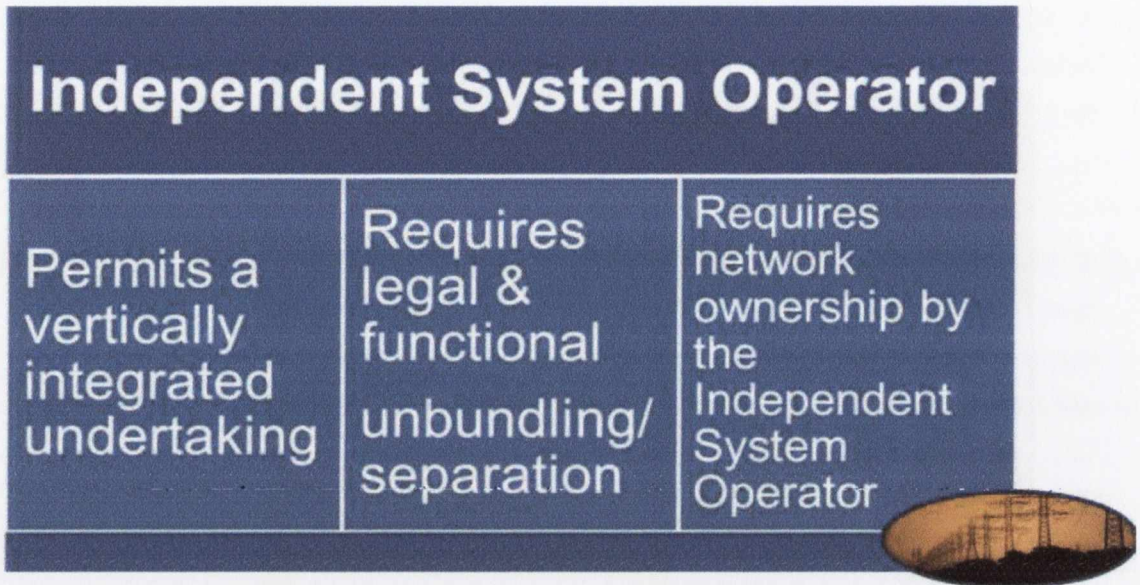 Independent System Operator
Permits a
vertically
integrated
undertaking
Requires
legal &
functional
unbundling/
separation
Requires
network
ownership by
the
Independent
System
Operator